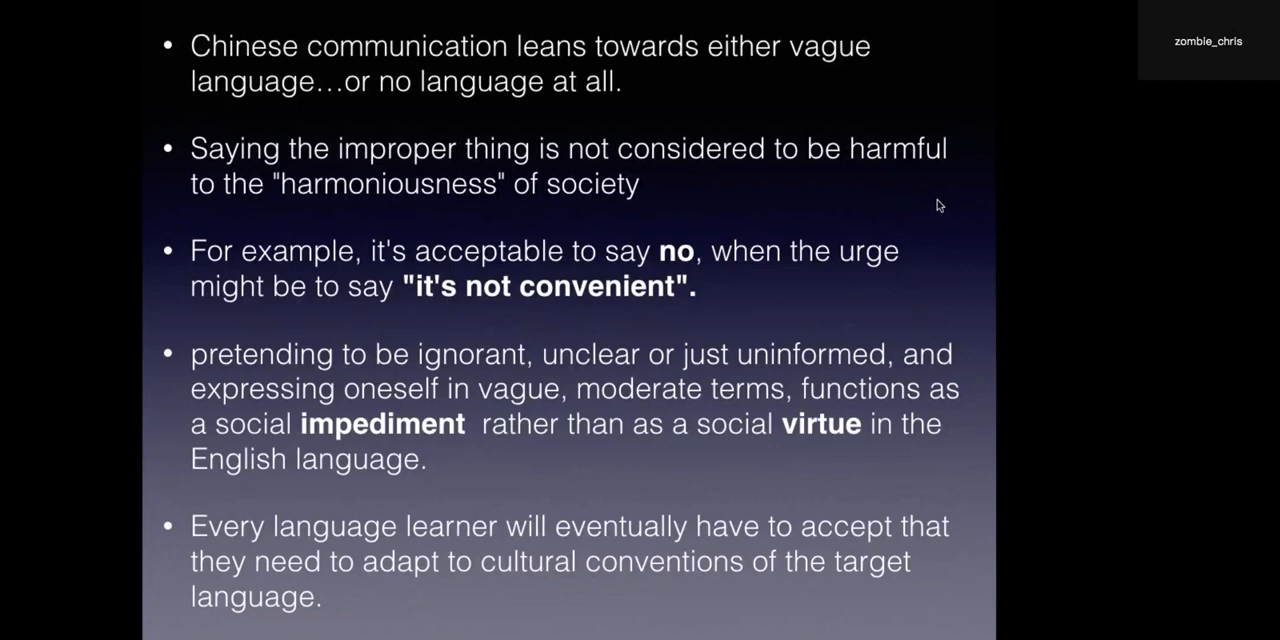 • Chinese communication leans towards either vague
language...or no language at all.
• Saying the improper thing is not considered to be harmful
to the "harmoniousness" of society
• For example, it's acceptable to say no, when the urge
might be to say "it's not convenient".
• pretending to be ignorant, unclear or just uninformed, and
expressing oneself in vague, moderate terms, functions as
a social impediment rather than as a social virtue in the
English language.
• Every language learner will eventually have to accept that
they need to adapt to cultural conventions of the target
language.
zombie_chris